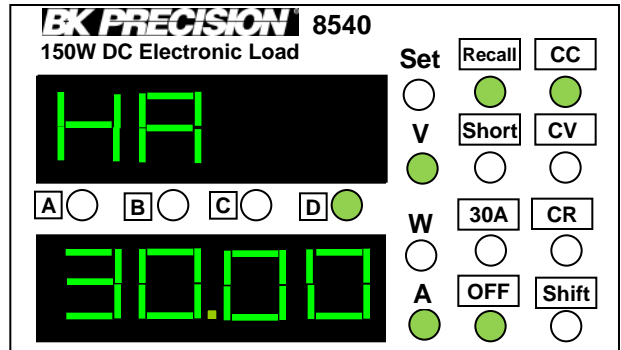 BK PRECISION 8540
150W DC Electronic Load
Set Recall CC
HA
V Short CV
A B C D
W 30A CR
30.00
A OFF Shift